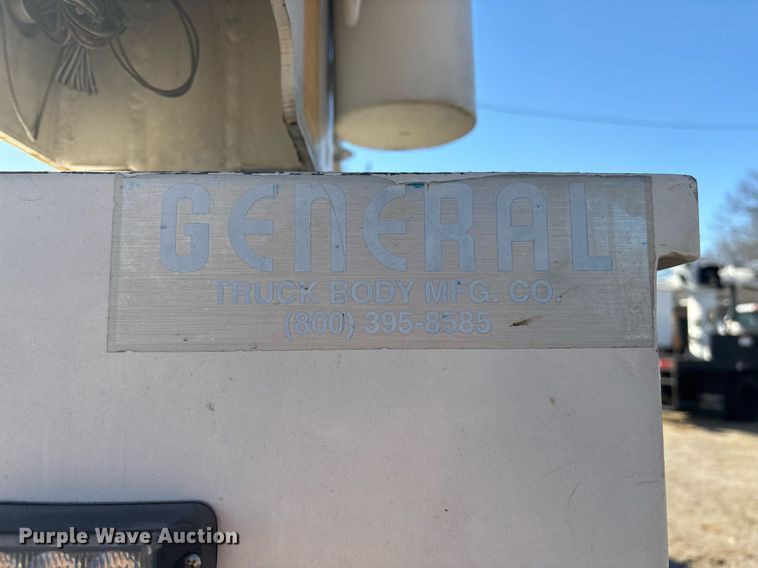 GENERAL
TRUCK BODY MFG. CO.
(800) 395-8585
Purple Wave Auction®